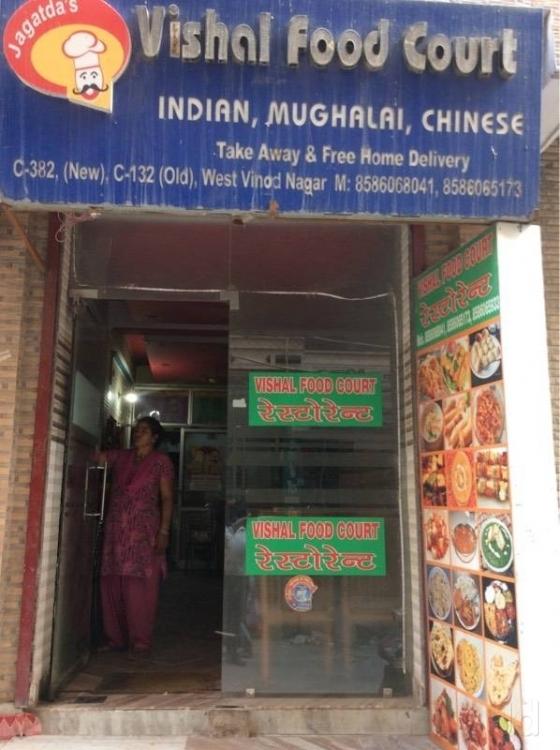 Jagatda's
Vishal Food Court
INDIAN, MUGHALAI, CHINESE
Take Away & Free Home Delivery
C-382, (New), C-132 (Old), West Vinod Nagar M: 8586068041, 8586065173
VISHAL FOOD COURT
रेस्टोरेन्ट
VISHAL FOOD COURT
रेस्टोरेन्ट
VISHAL FOOD COURT
रेस्टोरेन्ट